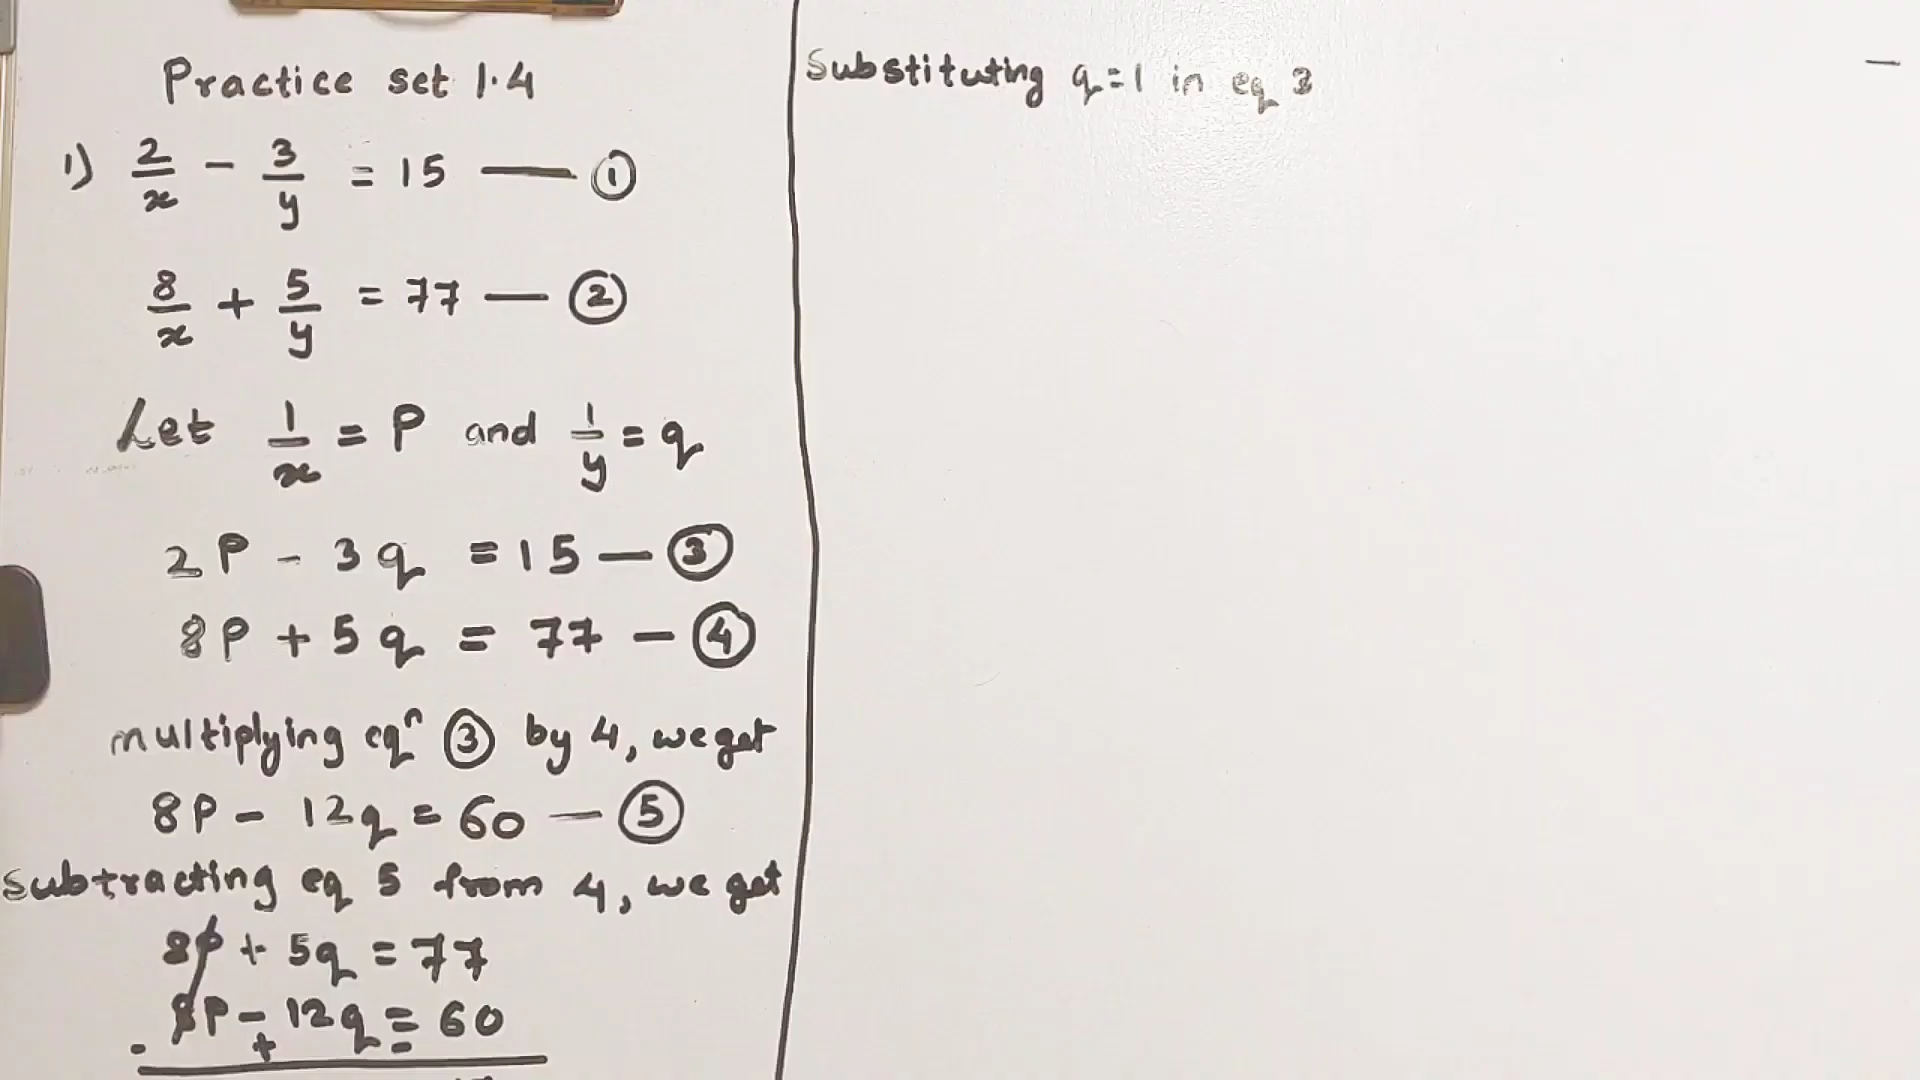 Practice set 1.4
1) 2/x - 3/y = 15 — ①
8/x + 5/y = 77 — ②
Let 1/x = P and 1/y = q
2P - 3q = 15 — ③
8P + 5q = 77 — ④
multiplying eqⁿ ③ by 4, we get
8P - 12q = 60 — ⑤
subtracting eq 5 from 4, we get
8P + 5q = 77
8P - 12q = 60
- + -
Substituting q=1 in eq 3